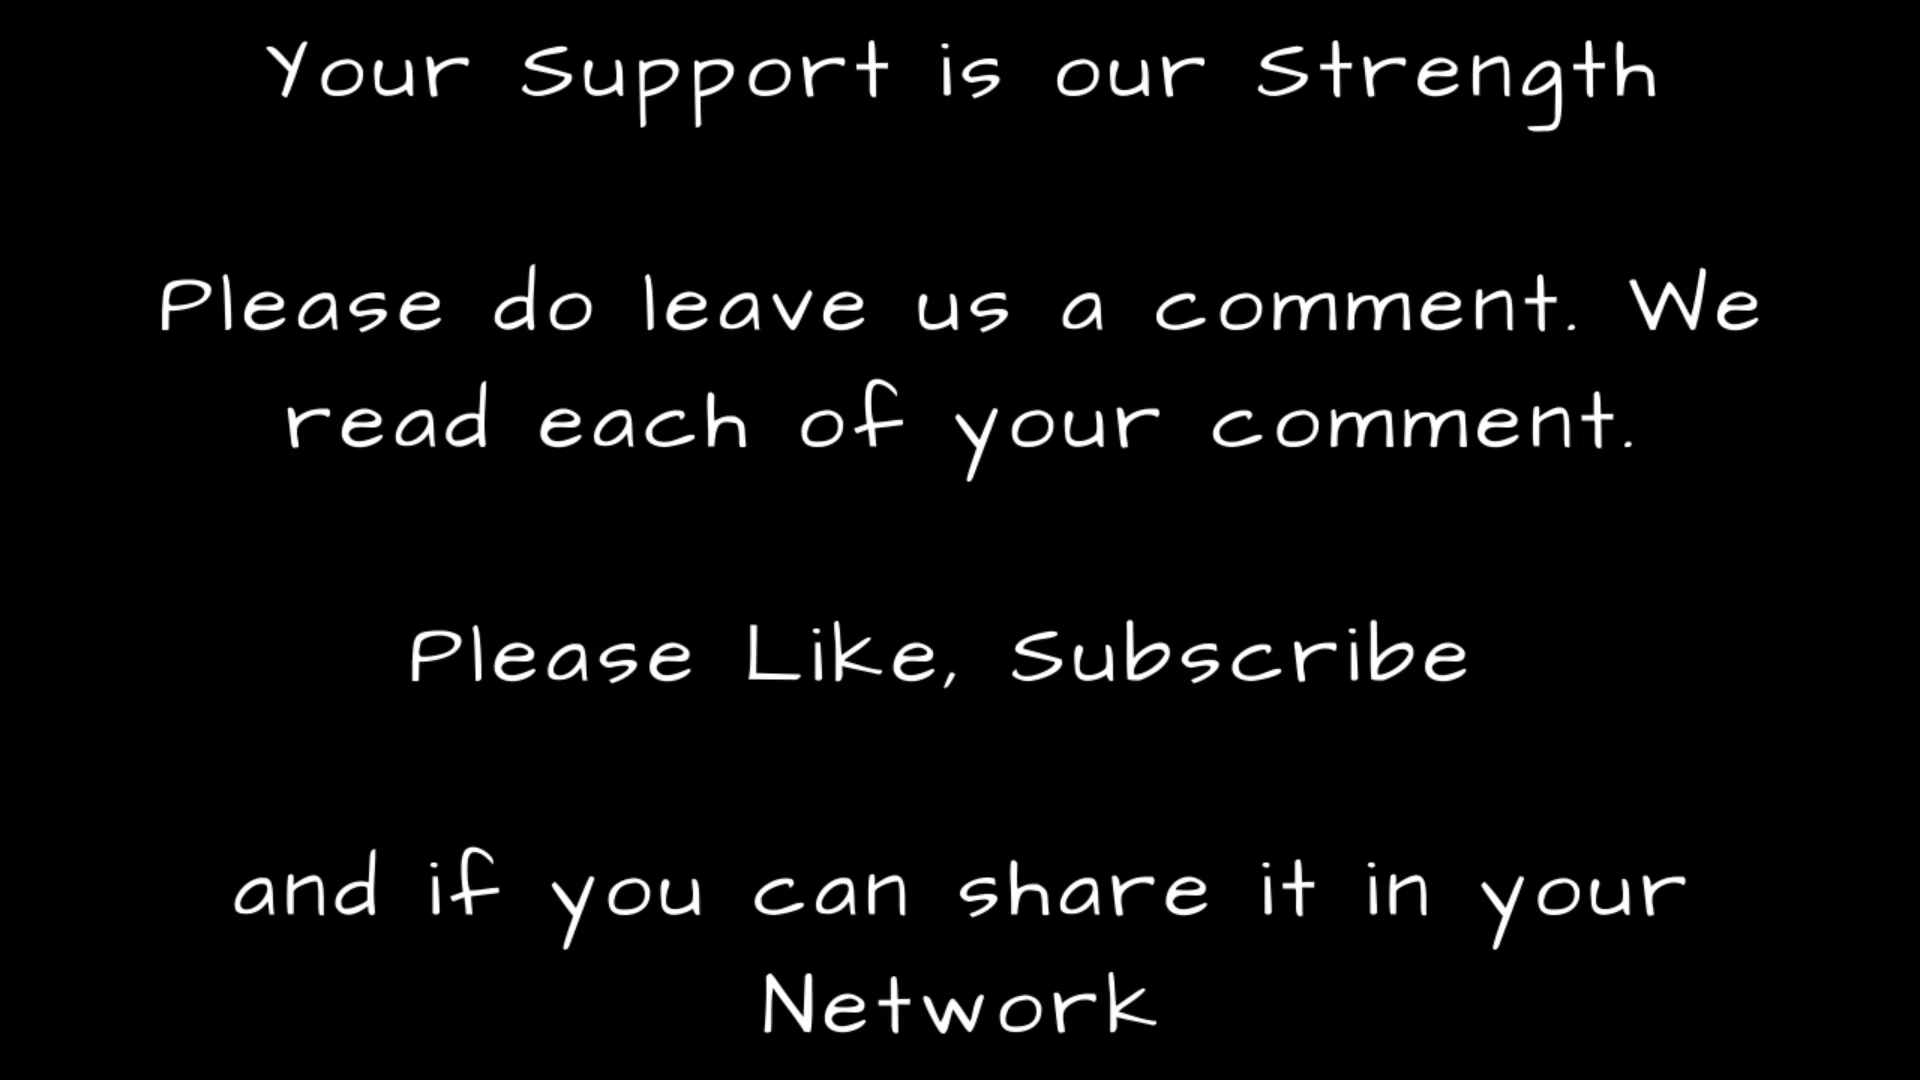 Your Support is our Strength
Please do leave us a comment. We
read each of your comment.
Please Like, Subscribe
and if you can share it in your
Network